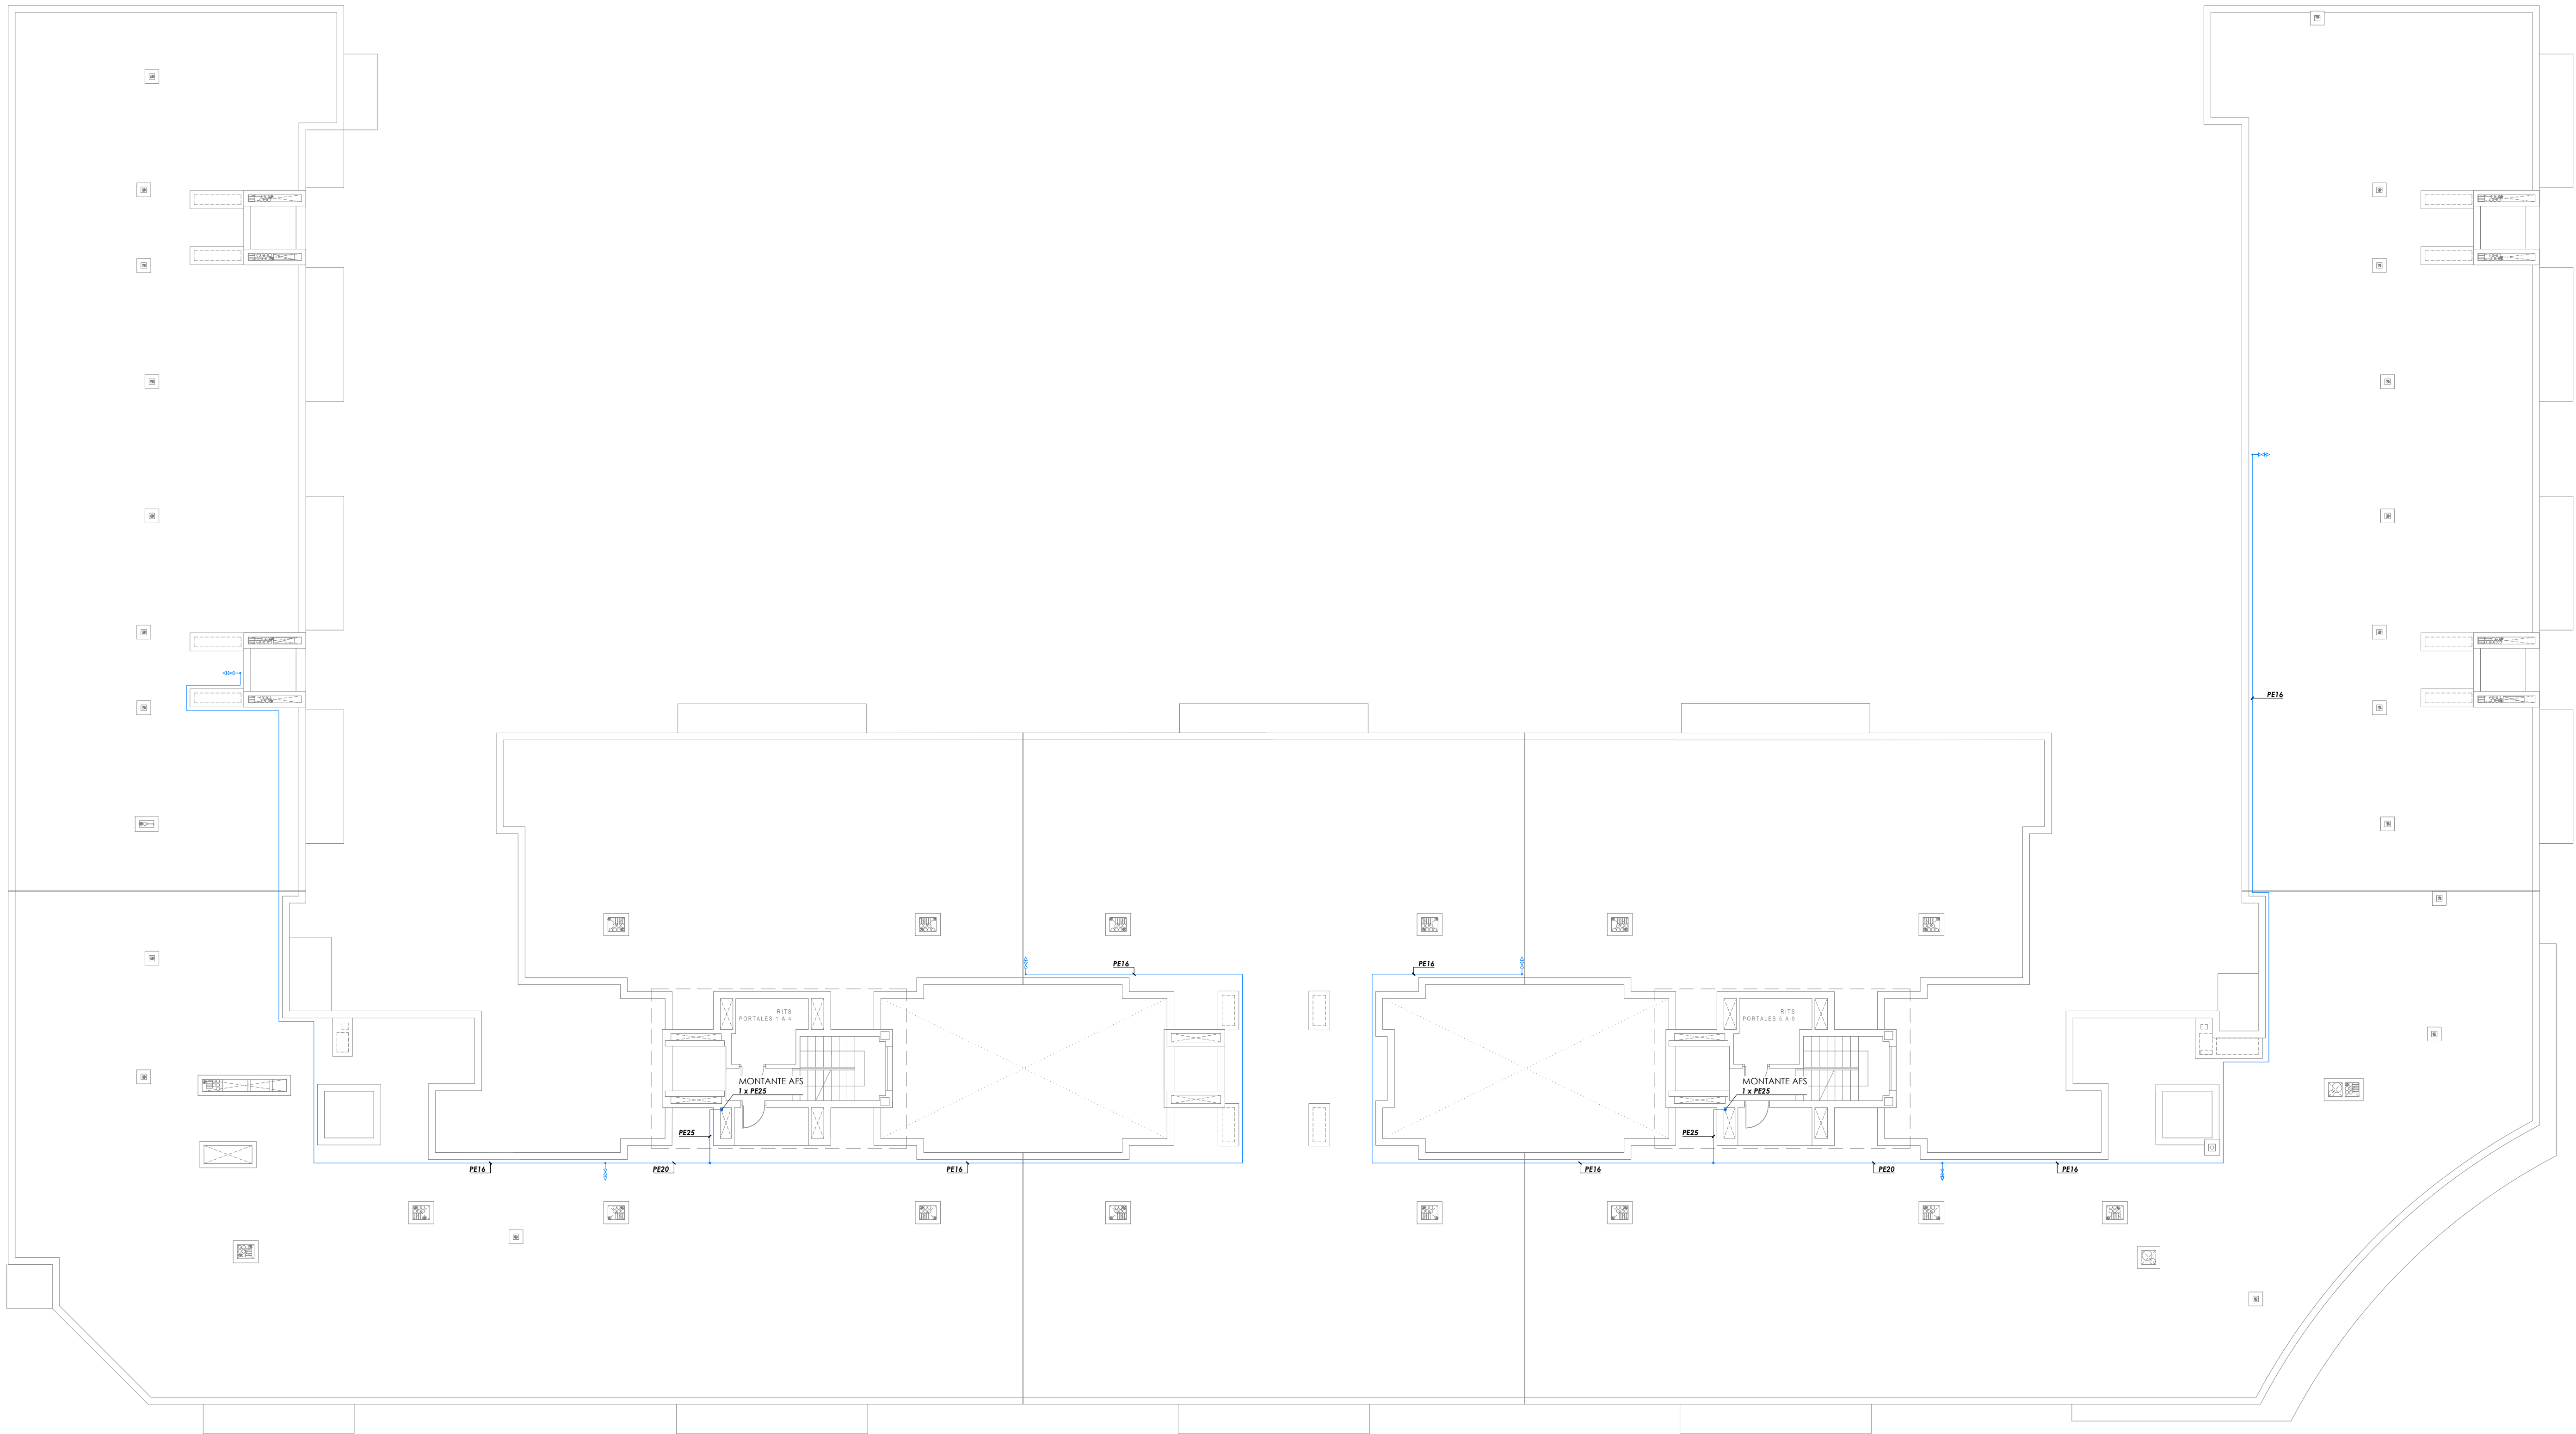 PE16
PE16
PE16
RITS
PORTALES 1 A 4
RITS
PORTALES 5 A 9
MONTANTE AFS
1 x PE25
MONTANTE AFS
1 x PE25
PE25
PE25
PE16
PE20
PE16
PE16
PE20
PE16